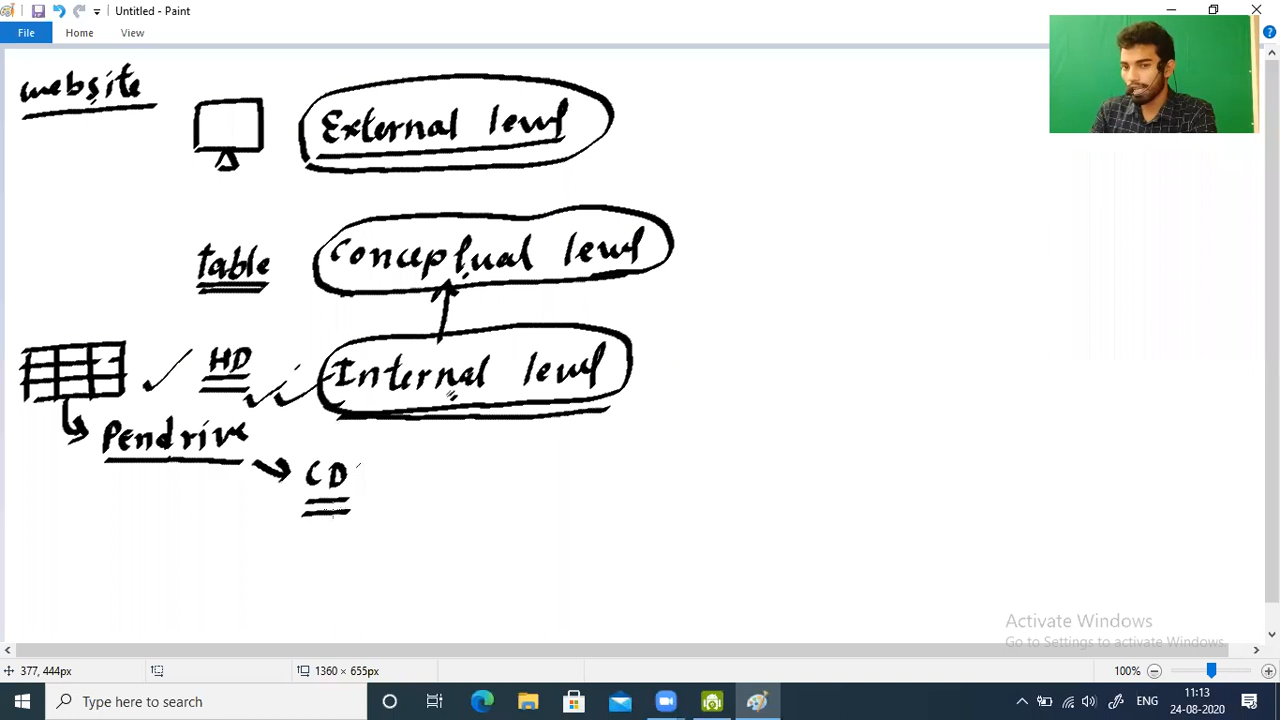 Untitled - Paint
File Home View
website
External level
table conceptual level
HD Internal level
Pendrive
CD
Activate Windows
Go to Settings to activate Windows.
377, 444px 1360 × 655px 100%
Type here to search
ENG
11:13
24-08-2020